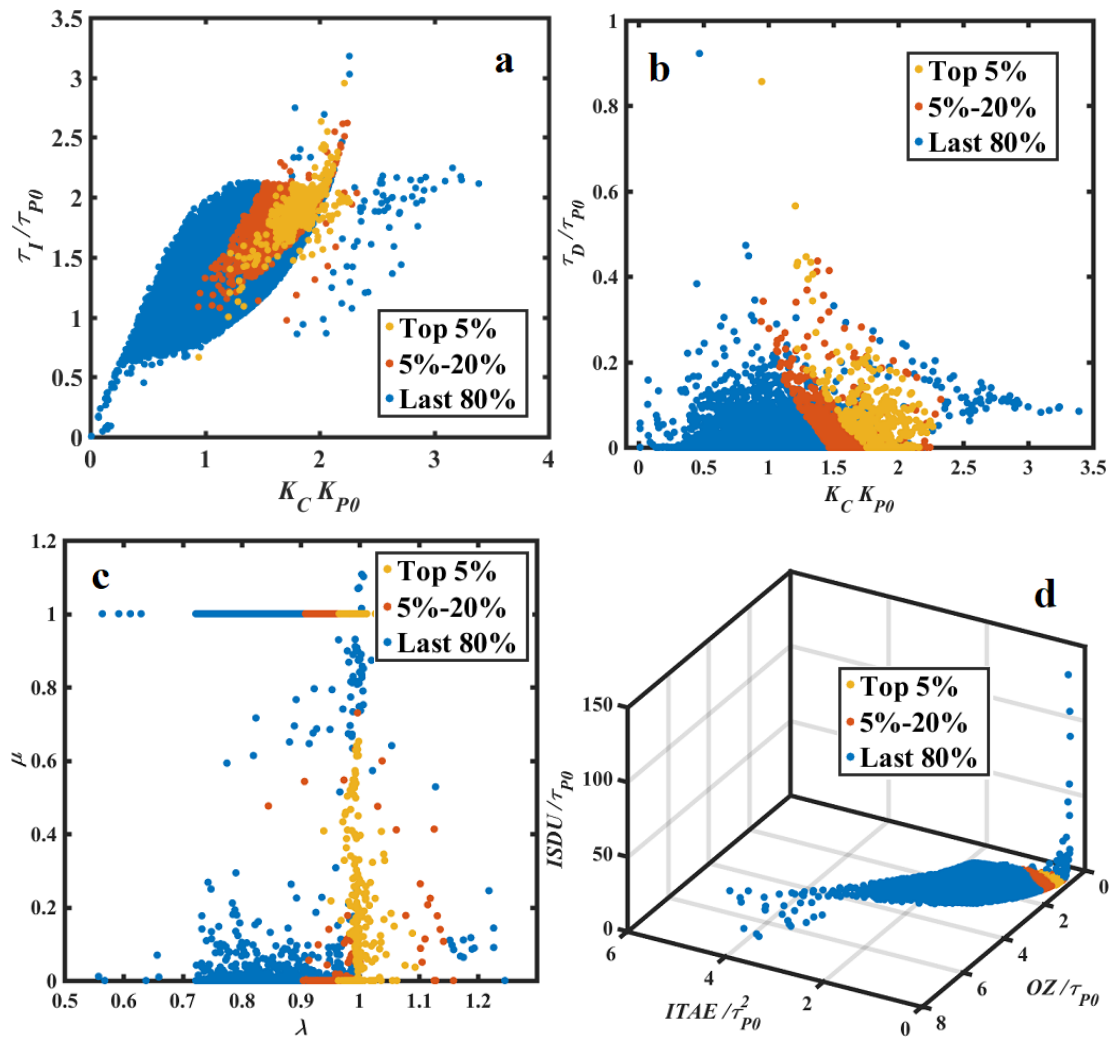 3.5
3
2.5
2
1.5
1
0.5
0
0 1 2 3 4
τI/τP0
KC KP0
a
Top 5%
5%-20%
Last 80%
1
0.8
0.6
0.4
0.2
0
0 0.5 1 1.5 2 2.5 3 3.5
τD/τP0
KC KP0
b
Top 5%
5%-20%
Last 80%
1.2
1
0.8
0.6
0.4
0.2
0
0.5 0.6 0.7 0.8 0.9 1 1.1 1.2
μ
λ
c
Top 5%
5%-20%
Last 80%
d
Top 5%
5%-20%
Last 80%
150
100
50
0
ISDU/τP0
6 4 2 0
ITAE/τ²P0
0 2 4 6 8
OZ/τP0